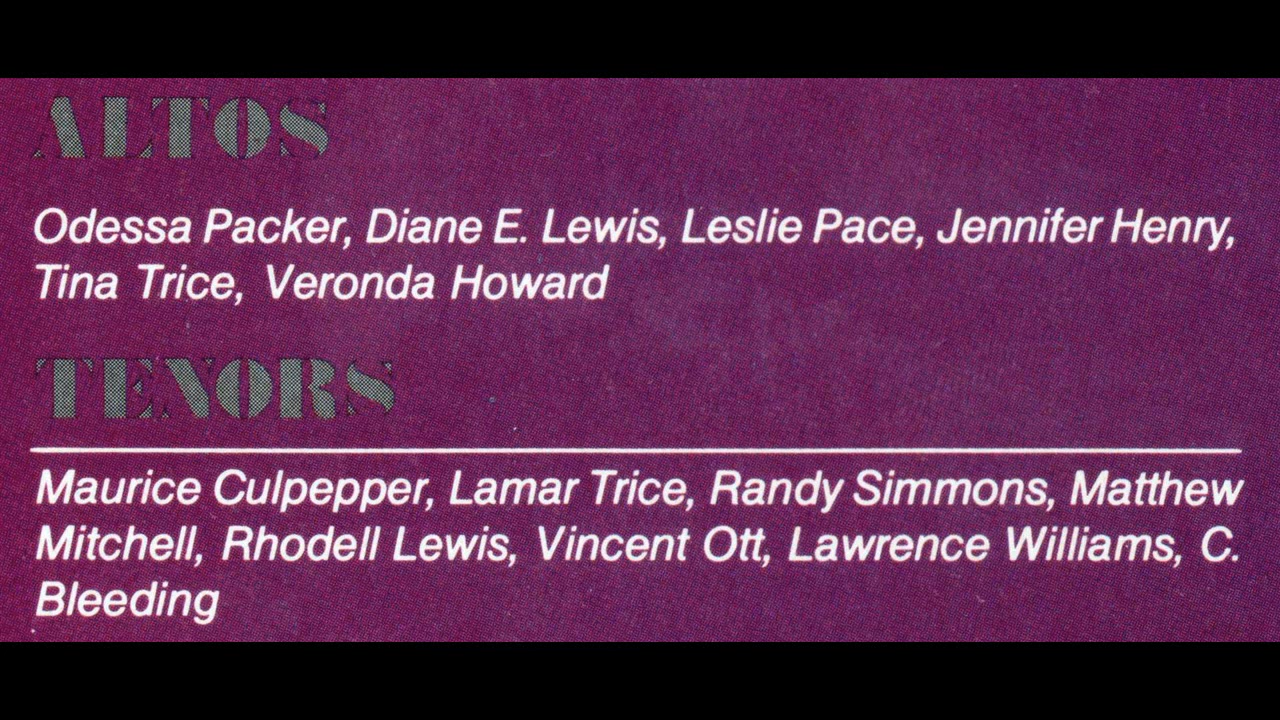 ALTOS
Odessa Packer, Diane E. Lewis, Leslie Pace, Jennifer Henry,
Tina Trice, Veronda Howard
TENORS
Maurice Culpepper, Lamar Trice, Randy Simmons, Matthew
Mitchell, Rhodell Lewis, Vincent Ott, Lawrence Williams, C.
Bleeding